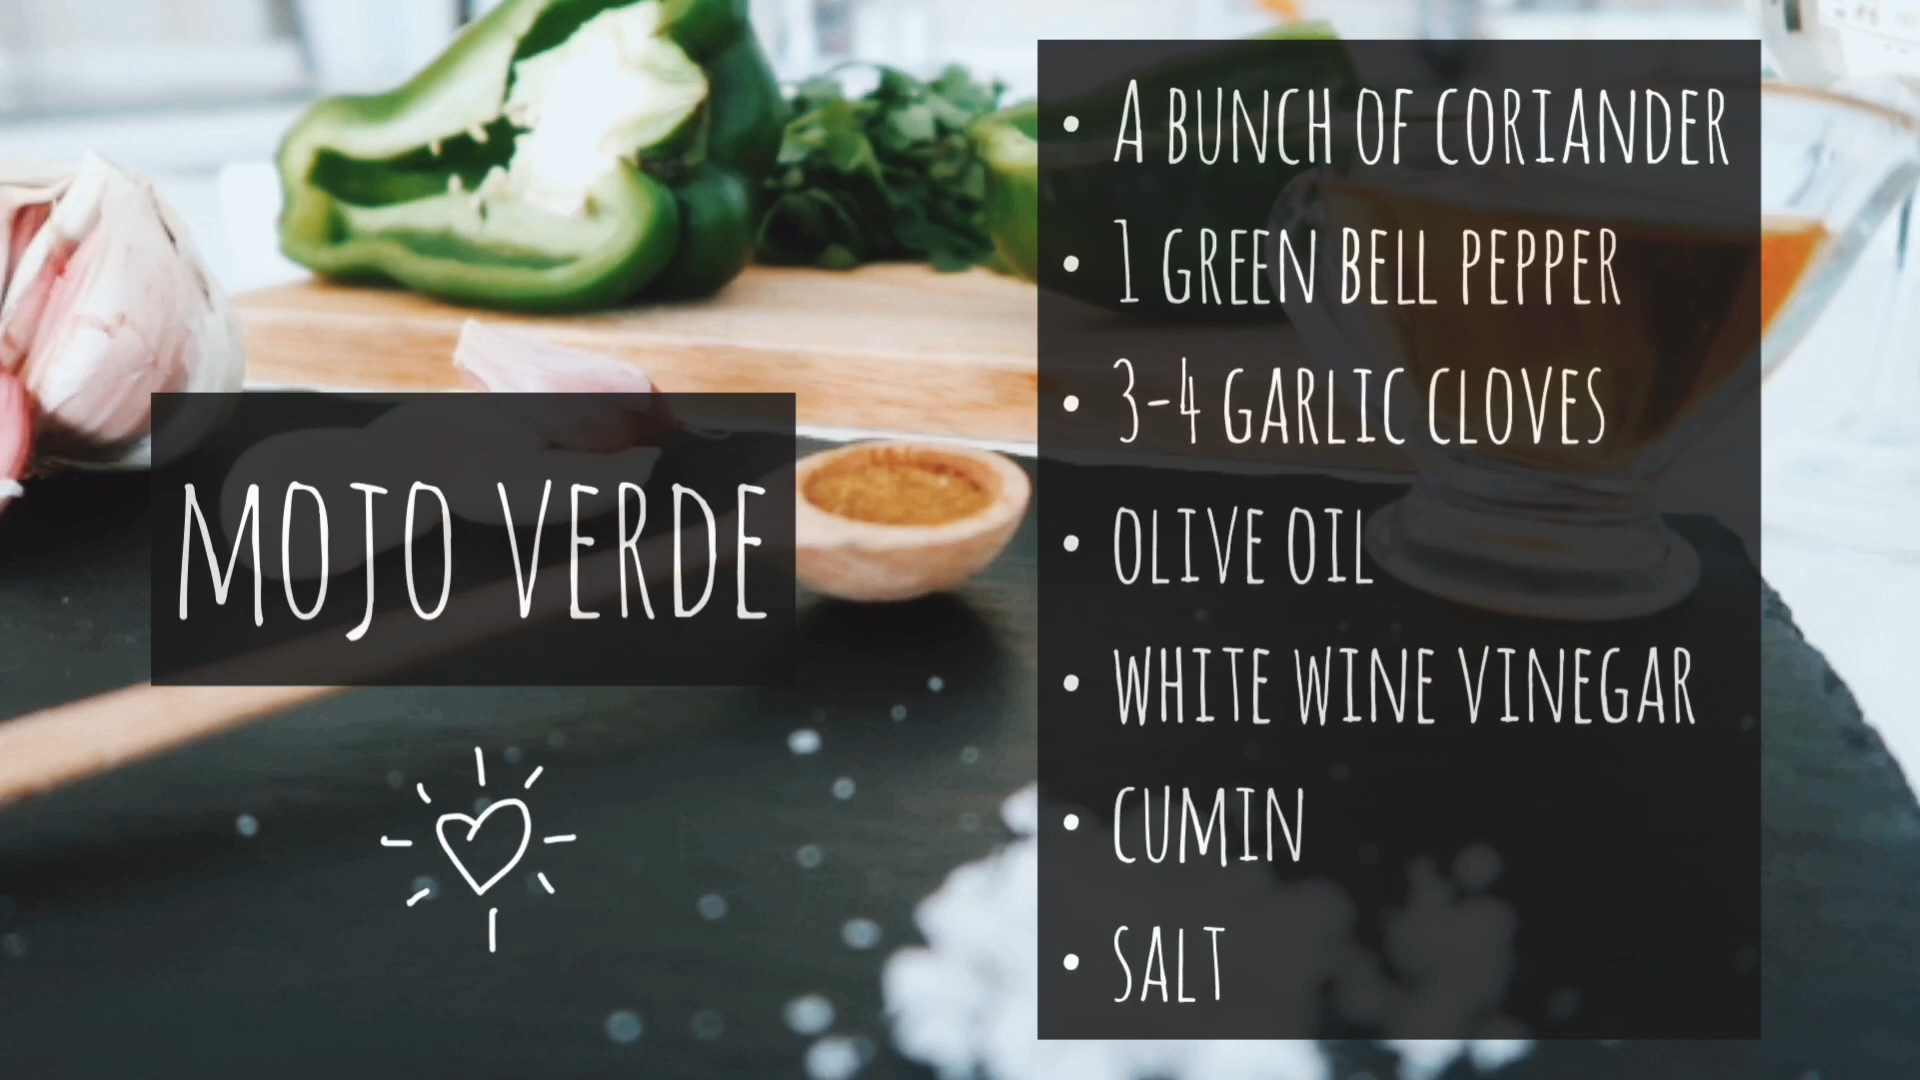 MOJO VERDE
• A BUNCH OF CORIANDER
• 1 GREEN BELL PEPPER
• 3-4 GARLIC CLOVES
• OLIVE OIL
• WHITE WINE VINEGAR
• CUMIN
• SALT